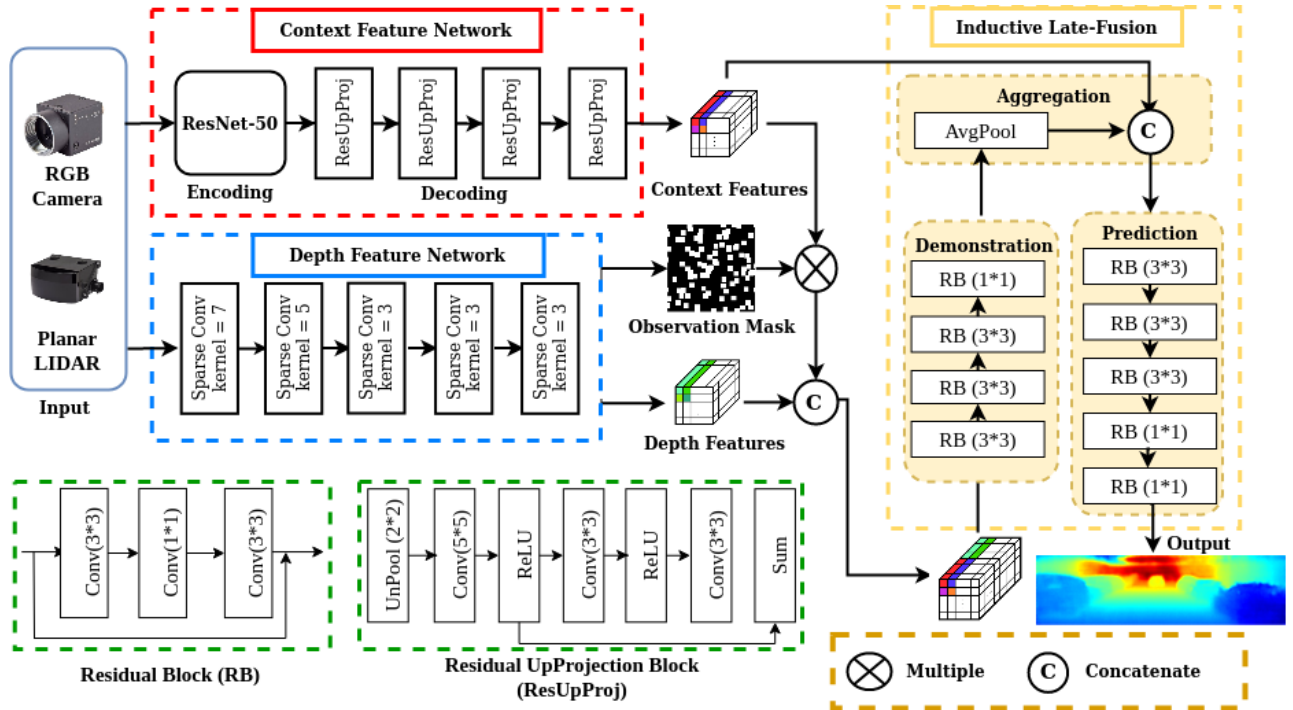 Context Feature Network
Inductive Late-Fusion
RGB
Camera
ResNet-50
Encoding
ResUpProj
ResUpProj
ResUpProj
ResUpProj
Decoding
Context Features
Aggregation
AvgPool
C
Planar
LIDAR
Input
Depth Feature Network
Sparse Conv
kernel = 7
Sparse Conv
kernel = 5
Sparse Conv
kernel = 3
Sparse Conv
kernel = 3
Sparse Conv
kernel = 3
Observation Mask
Depth Features
C
Demonstration
RB (1*1)
RB (3*3)
RB (3*3)
RB (3*3)
Prediction
RB (3*3)
RB (3*3)
RB (3*3)
RB (1*1)
RB (1*1)
Output
Conv(3*3)
Conv(1*1)
Conv(3*3)
Residual Block (RB)
UnPool (2*2)
Conv(5*5)
ReLU
Conv(3*3)
ReLU
Conv(3*3)
Sum
Residual UpProjection Block
(ResUpProj)
Multiple
C
Concatenate